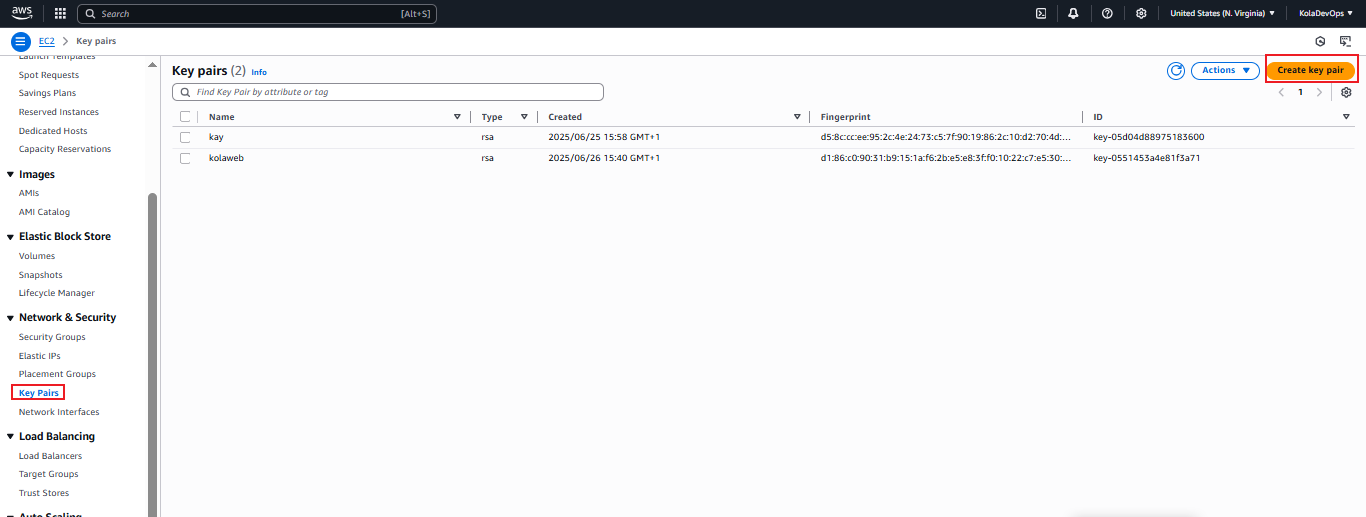 aws
Search [Alt+S] United States (N. Virginia) KolaDevOps
EC2 > Key pairs
Launch Templates
Spot Requests
Savings Plans
Reserved Instances
Dedicated Hosts
Capacity Reservations
Images
AMIs
AMI Catalog
Elastic Block Store
Volumes
Snapshots
Lifecycle Manager
Network & Security
Security Groups
Elastic IPs
Placement Groups
Key Pairs
Network Interfaces
Load Balancing
Load Balancers
Target Groups
Trust Stores
Auto Scaling
Key pairs (2) Info Actions Create key pair
Find Key Pair by attribute or tag 1
Name Type Created Fingerprint ID
kay rsa 2025/06/25 15:58 GMT+1 d5:8c:cc:ee:95:2c:4e:24:73:c5:7f:90:19:86:2c:10:d2:70:4d:... key-05d04d88975183600
kolaweb rsa 2025/06/26 15:40 GMT+1 d1:86:c0:90:31:b9:15:1a:f6:2b:e5:e8:3f:f0:10:22:c7:e5:30:... key-0551453a4e81f3a71